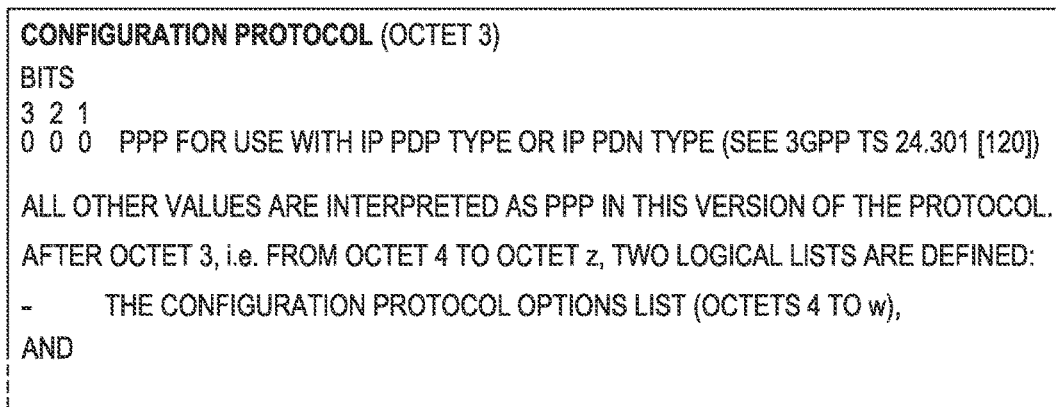 CONFIGURATION PROTOCOL (OCTET 3)
BITS
3 2 1
0 0 0 PPP FOR USE WITH IP PDP TYPE OR IP PDN TYPE (SEE 3GPP TS 24.301 [120])
ALL OTHER VALUES ARE INTERPRETED AS PPP IN THIS VERSION OF THE PROTOCOL.
AFTER OCTET 3, i.e. FROM OCTET 4 TO OCTET z, TWO LOGICAL LISTS ARE DEFINED:
- THE CONFIGURATION PROTOCOL OPTIONS LIST (OCTETS 4 TO w),
AND